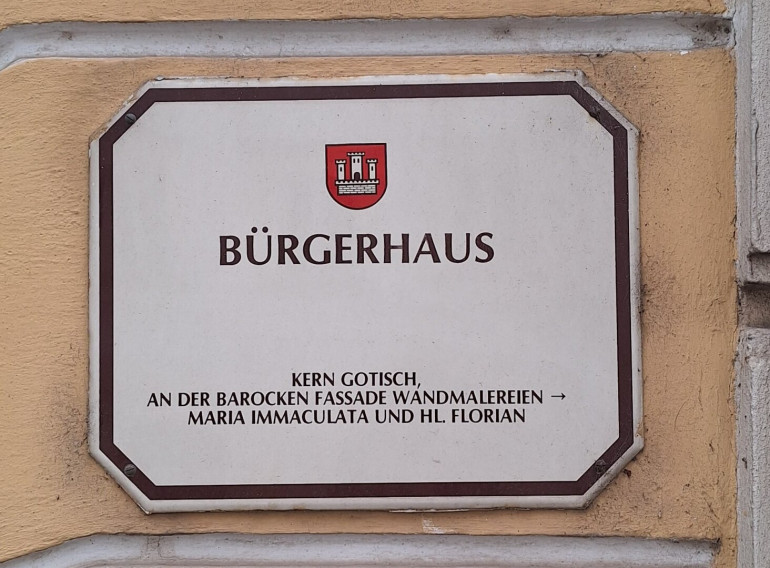 BÜRGERHAUS
KERN GOTISCH,
AN DER BAROCKEN FASSADE WANDMALEREIEN →
MARIA IMMACULATA UND HL. FLORIAN